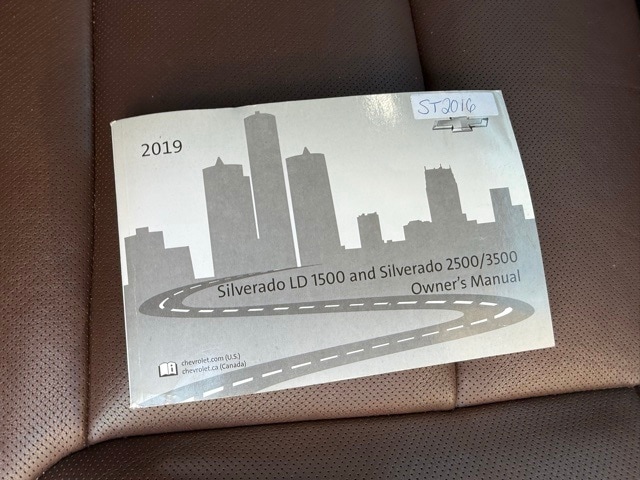 ST2016
2019
Silverado LD 1500 and Silverado 2500/3500
Owner's Manual
chevrolet.com (U.S.)
chevrolet.ca (Canada)